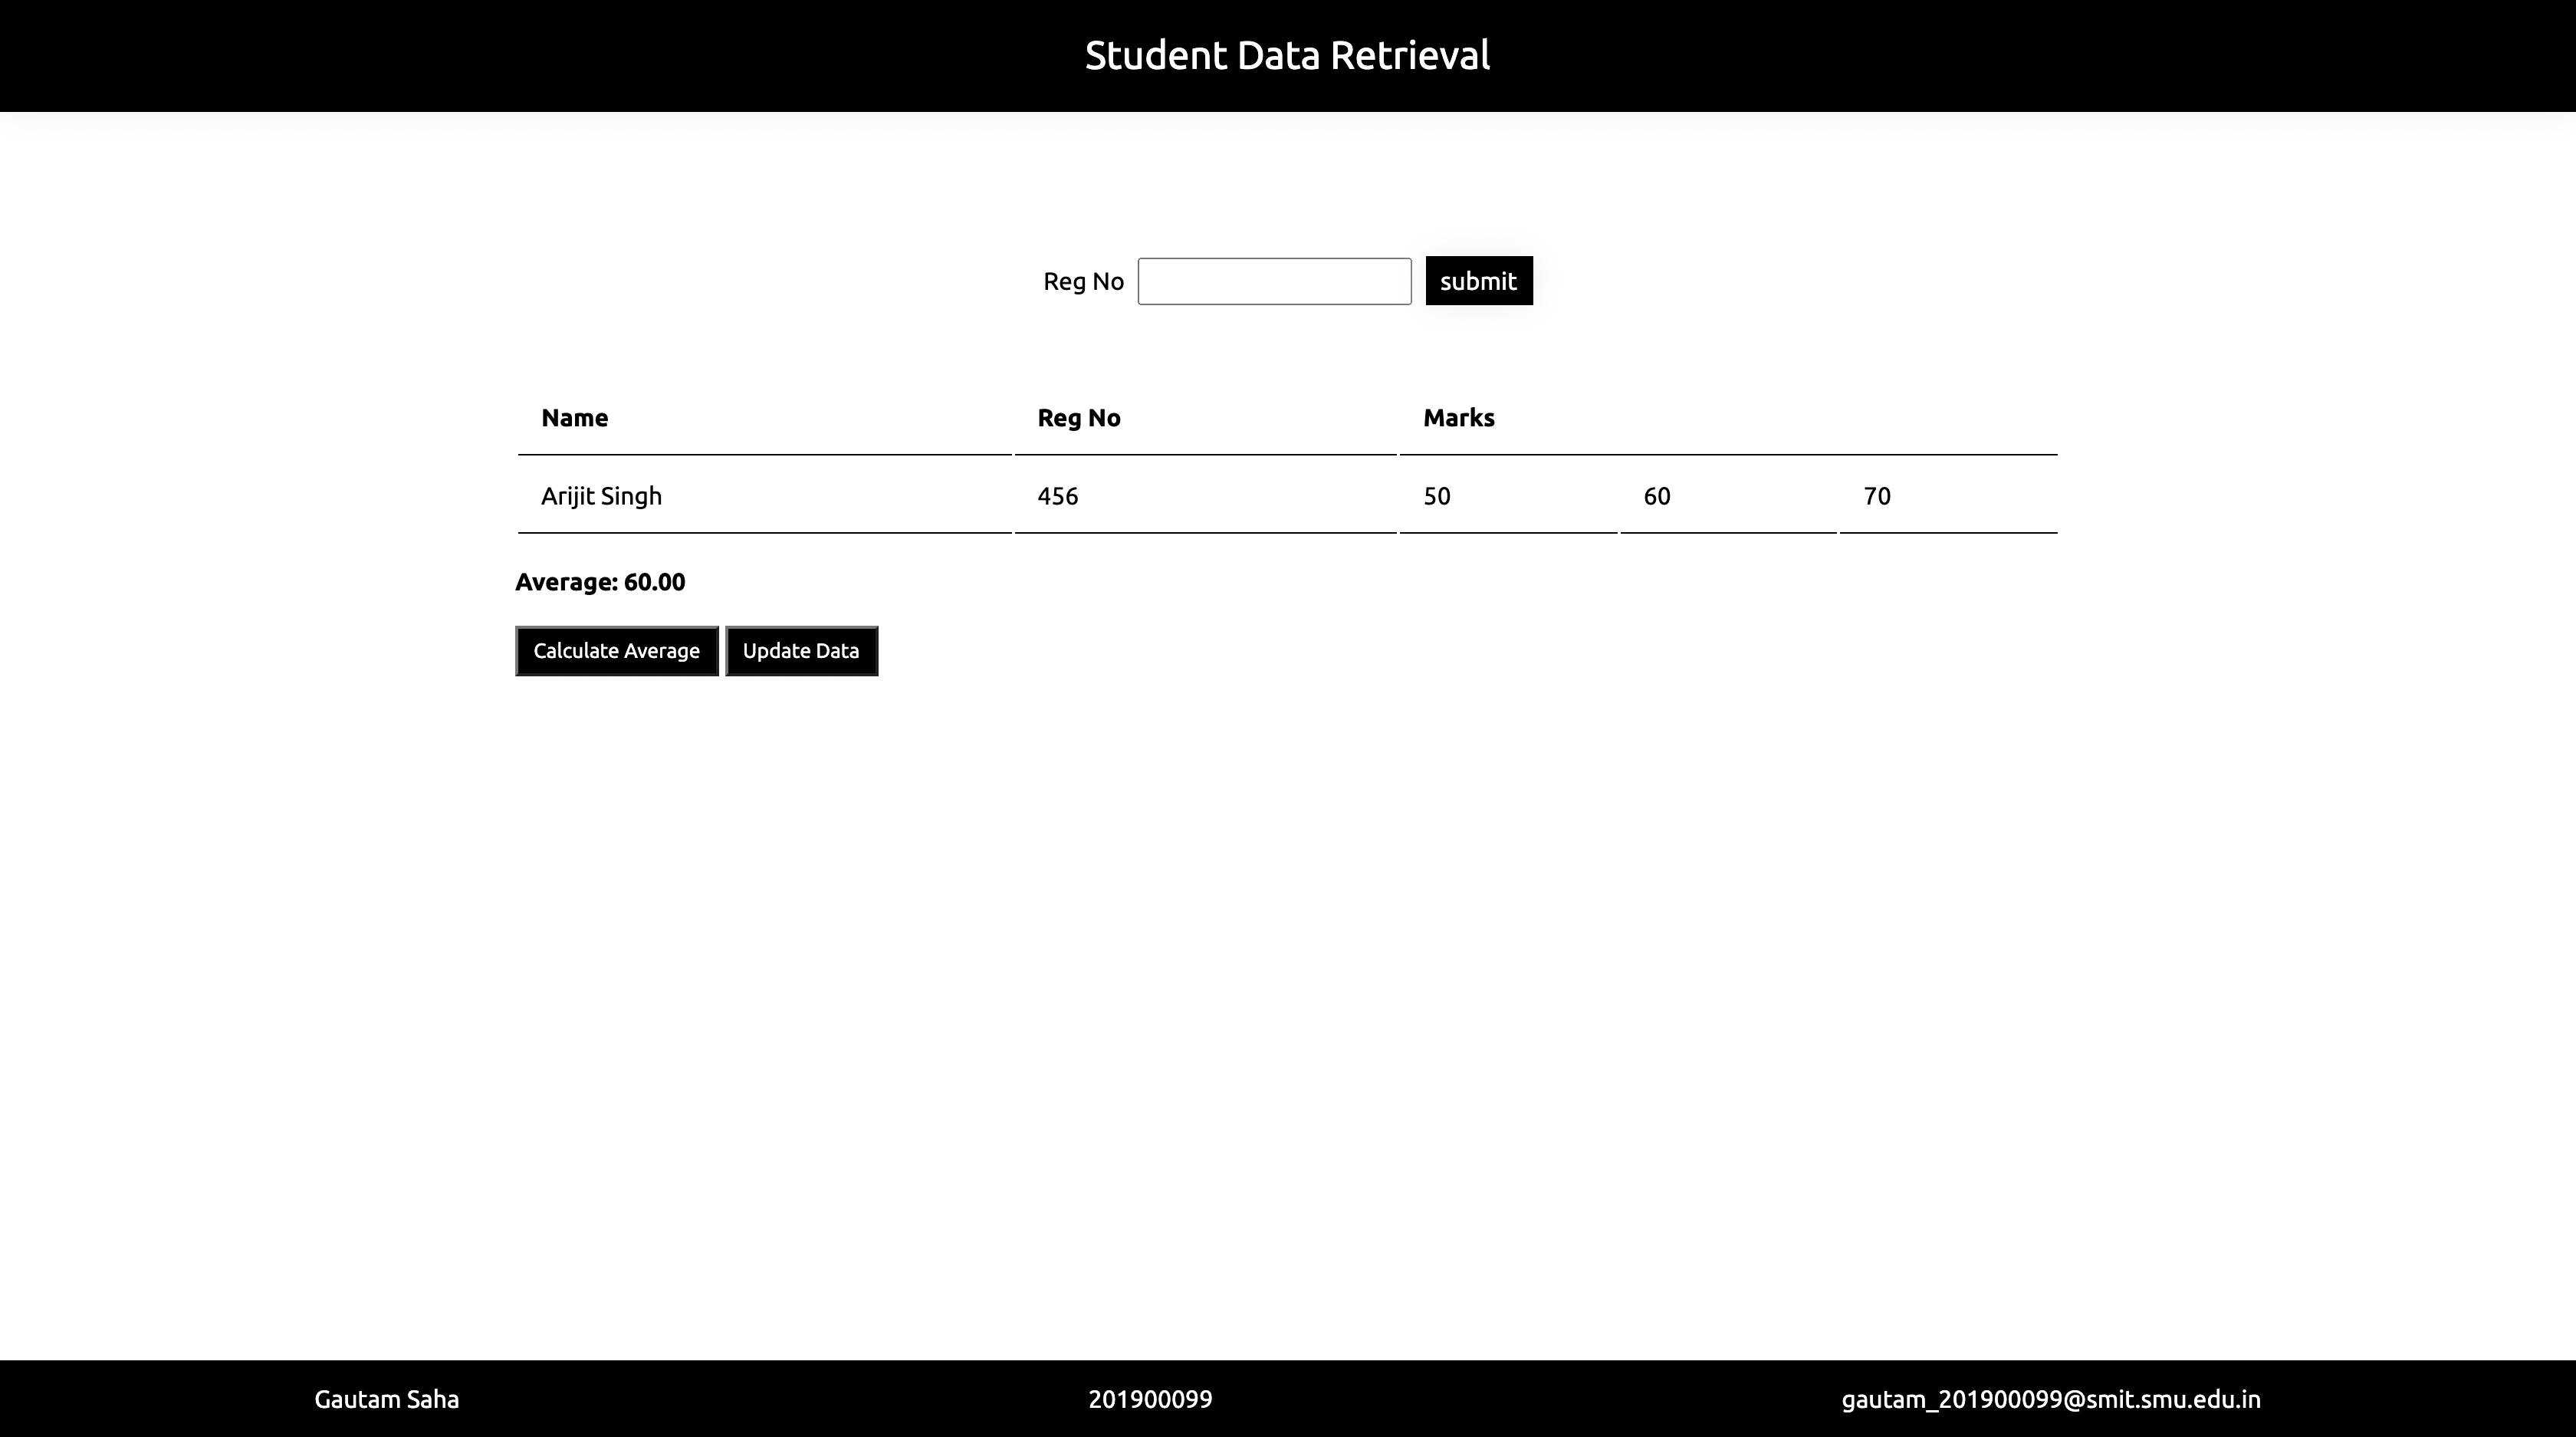 Student Data Retrieval
Reg No submit
Name Reg No Marks
Arijit Singh 456 50 60 70
Average: 60.00
Calculate Average Update Data
Gautam Saha 201900099 gautam_201900099@smit.smu.edu.in